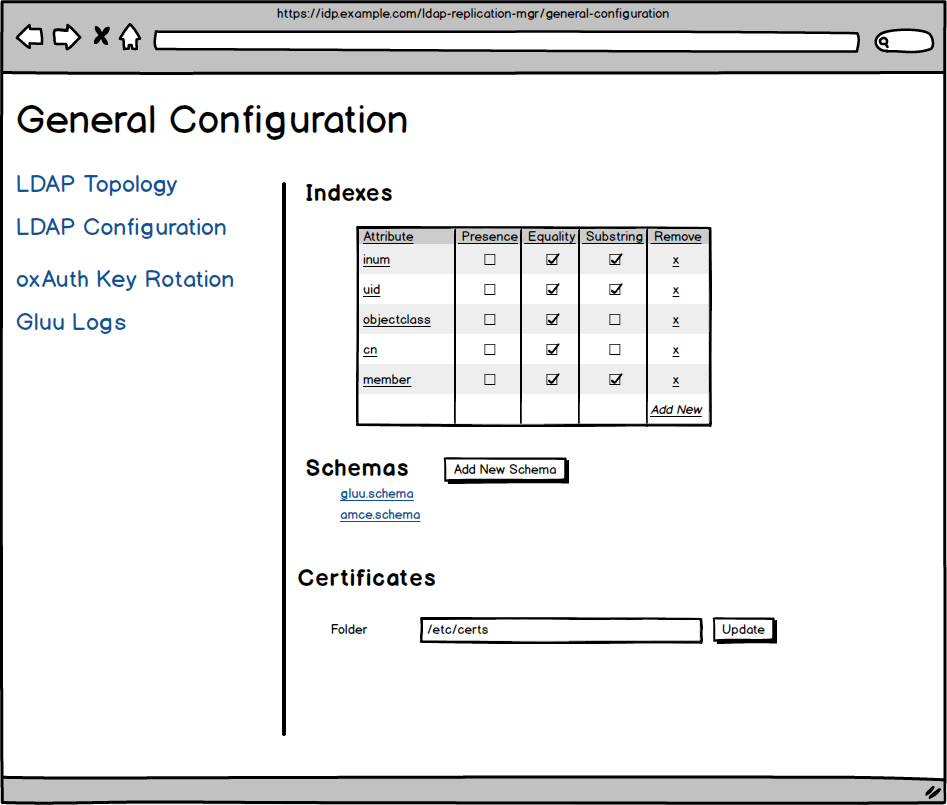 https://idp.example.com/ldap-replication-mgr/general-configuration
General Configuration
LDAP Topology
LDAP Configuration
oxAuth Key Rotation
Gluu Logs
Indexes
Attribute Presence Equality Substring Remove
inum x
uid x
objectclass x
cn x
member x
Add New
Schemas Add New Schema
gluu.schema
amce.schema
Certificates
Folder /etc/certs Update